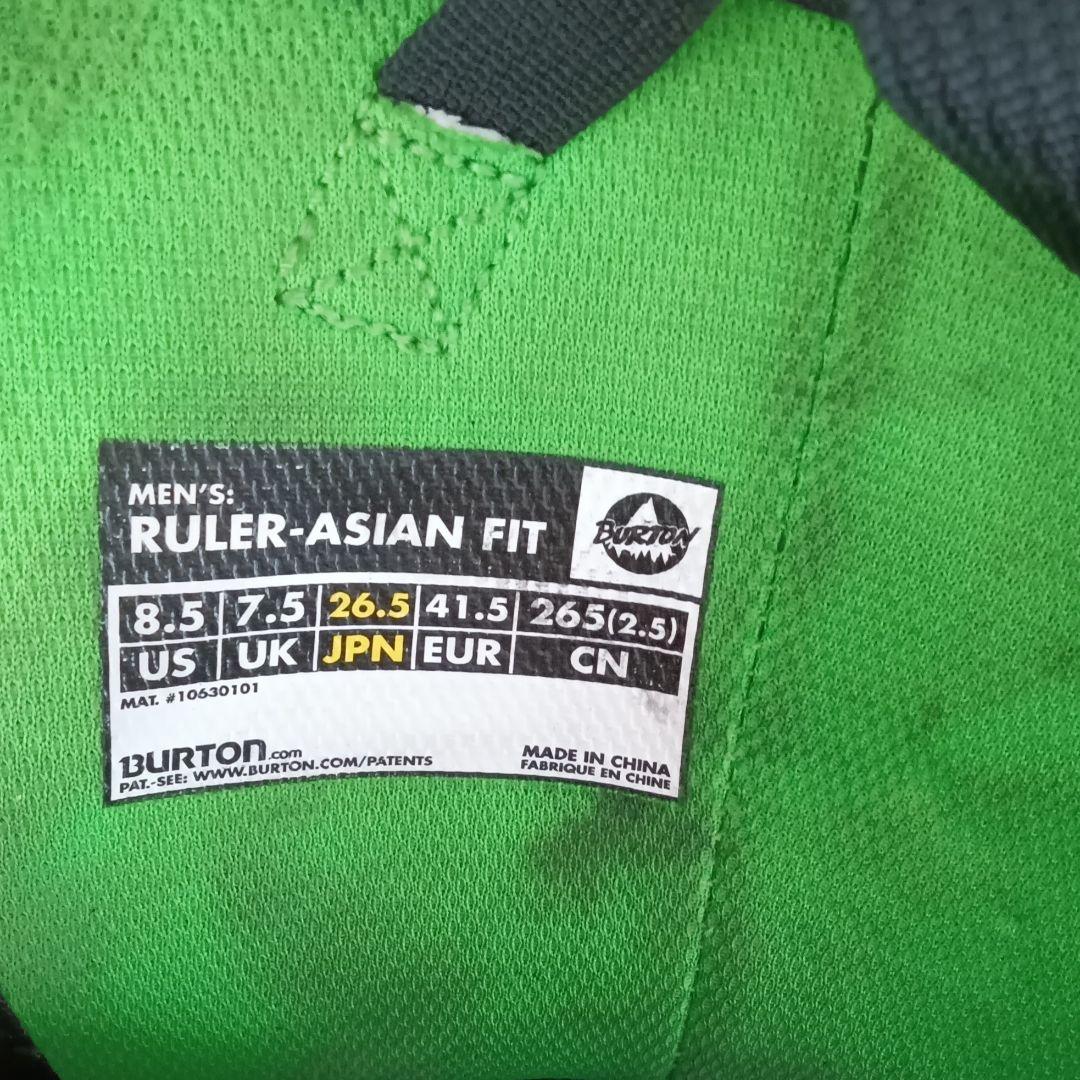 MEN'S:
RULER-ASIAN FIT
BURTON
8.5 7.5 26.5 41.5 265(2.5)
US UK JPN EUR CN
MAT. #10630101
BURTON.com
PAT.-SEE: WWW.BURTON.COM/PATENTS
MADE IN CHINA
FABRIQUE EN CHINE